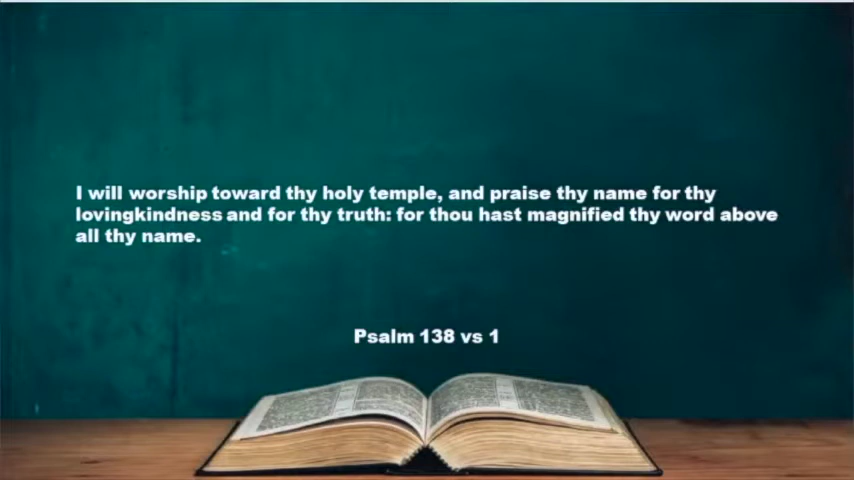 I will worship toward thy holy temple, and praise thy name for thy
lovingkindness and for thy truth: for thou hast magnified thy word above
all thy name.
Psalm 138 vs 1